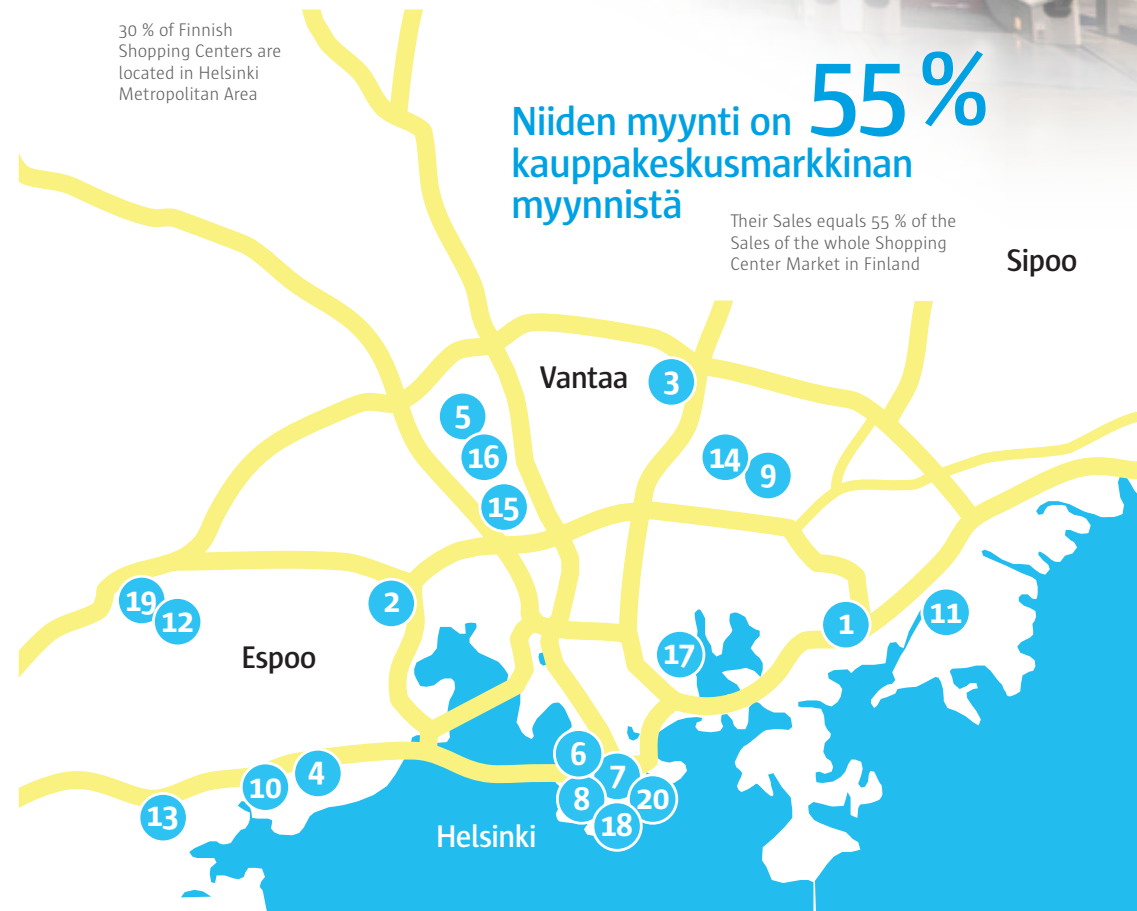 30 % of Finnish
Shopping Centers are
located in Helsinki
Metropolitan Area
Niiden myynti on 55 %
kauppakeskusmarkkinan
myynnistä
Their Sales equals 55 % of the
Sales of the whole Shopping
Center Market in Finland
Sipoo
Vantaa
3
5
16
14
9
15
19
12
2
Espoo
1
11
17
6
7
4
10
8
20
13
18
Helsinki